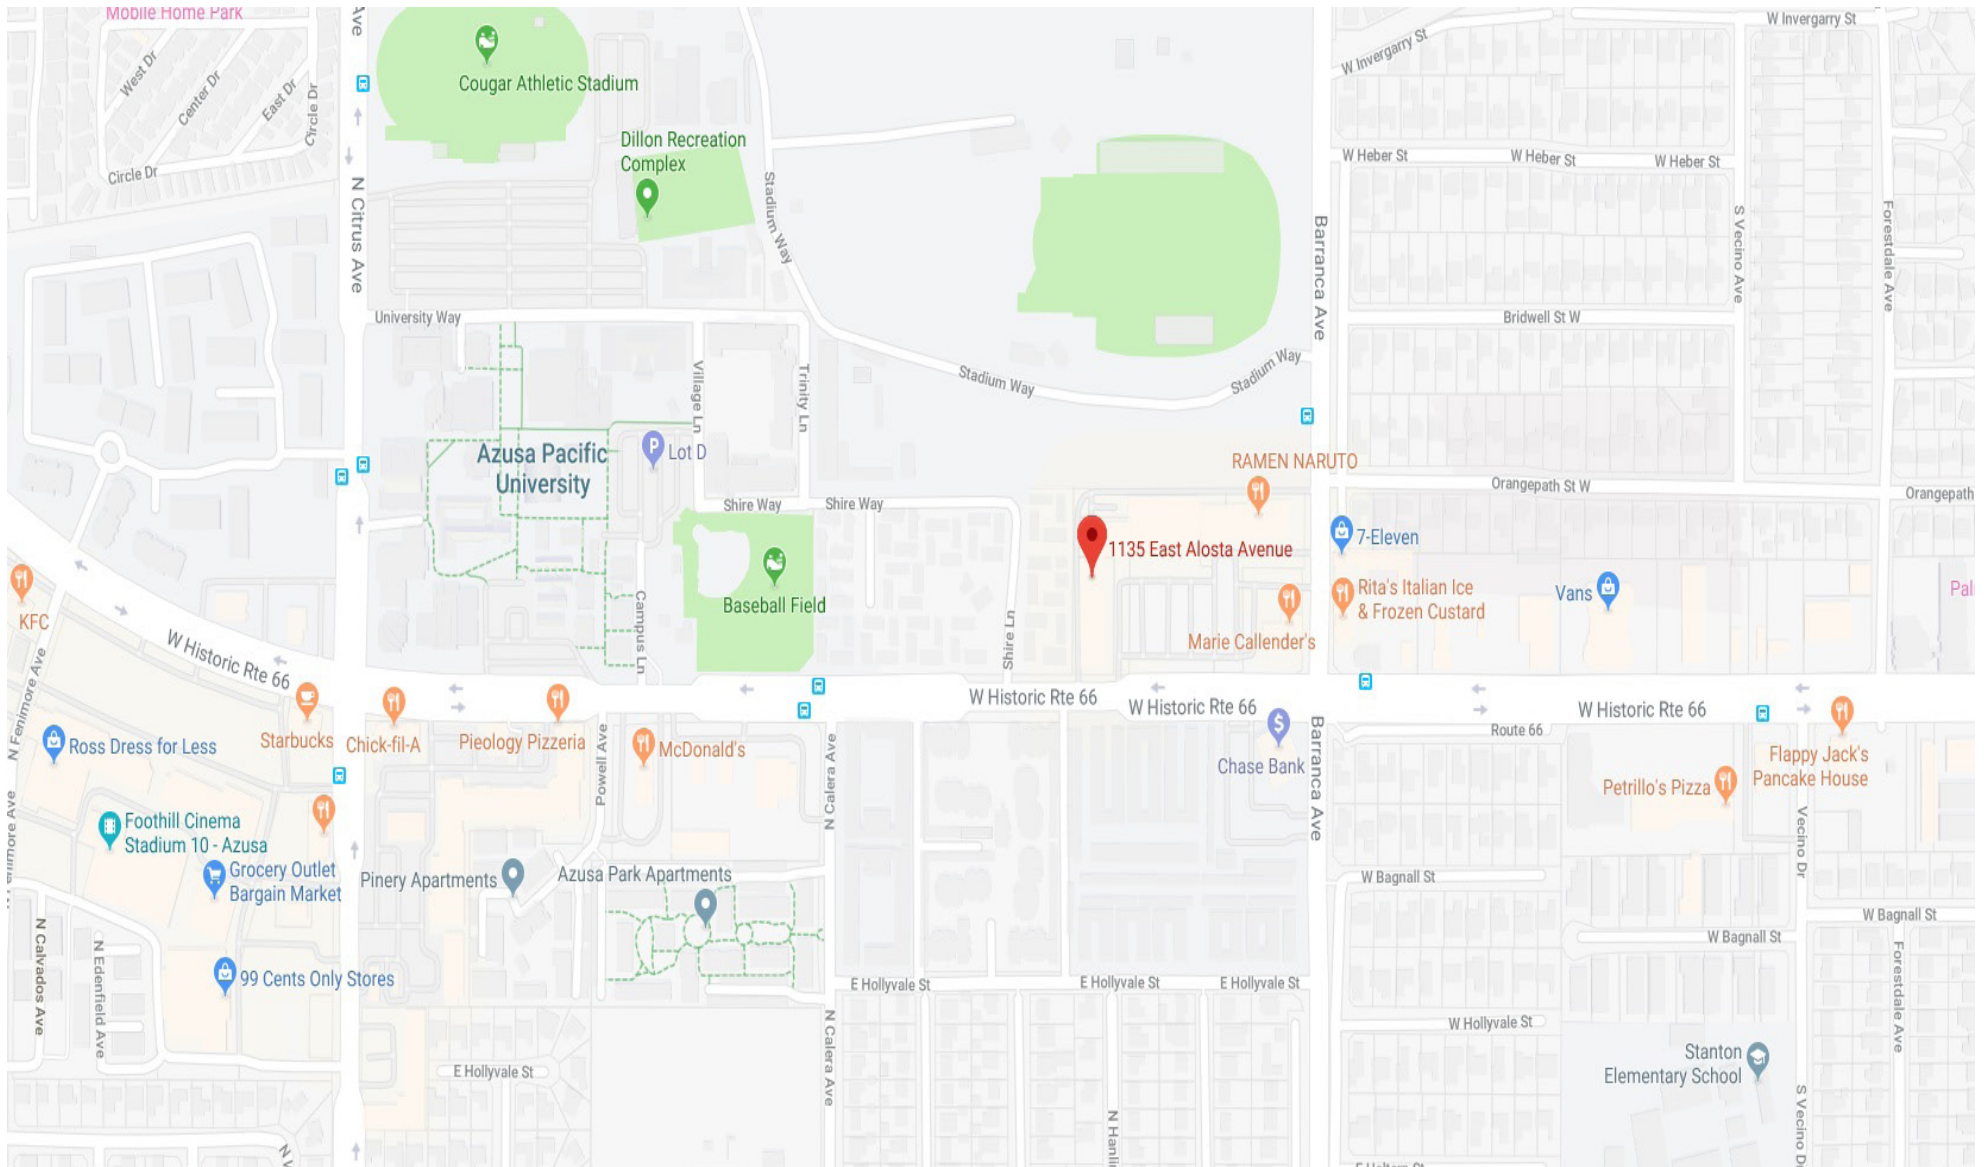 Mobile Home Park
Ave
W Invergarry St
W Invergarry St
Cougar Athletic Stadium
West Dr
Center Dr
East Dr
Circle Dr
Circle Dr
Dillon Recreation
Complex
W Heber St
W Heber St
W Heber St
N Citrus Ave
Stadium Way
Barranca Ave
S Vecino Ave
Forestdale Ave
University Way
Bridwell St W
Village Ln
Trinity Ln
Stadium Way
Stadium Way
Azusa Pacific
University
P
Lot D
RAMEN NARUTO
Orangepath St W
Orangepath
Shire Way
Shire Way
1135 East Alosta Avenue
7-Eleven
KFC
Baseball Field
Campus Ln
Shire Ln
Marie Callender's
Rita's Italian Ice
& Frozen Custard
Vans
Pal
W Historic Rte 66
N Fenimore Ave
W Historic Rte 66
W Historic Rte 66
W Historic Rte 66
Starbucks
Chick-fil-A
Pieology Pizzeria
Powell Ave
McDonald's
N Calera Ave
$
Chase Bank
Barranca Ave
Route 66
Ross Dress for Less
Flappy Jack's
Pancake House
Petrillo's Pizza
Vecino Dr
Foothill Cinema
Stadium 10 - Azusa
Grocery Outlet
Bargain Market
Pinery Apartments
Azusa Park Apartments
W Bagnall St
W Bagnall St
W Bagnall St
N Calvados Ave
N Edenfield Ave
99 Cents Only Stores
E Hollyvale St
E Hollyvale St
E Hollyvale St
Forestdale Ave
W Hollyvale St
N Calera Ave
E Hollyvale St
Stanton
Elementary School
S Vecino D
N Hanlin